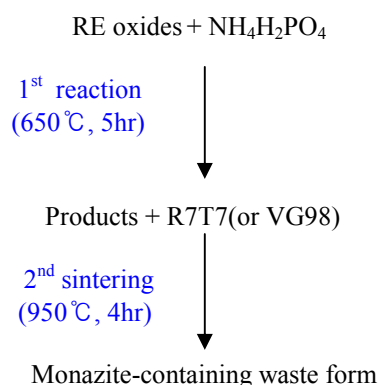 RE oxides + NH₄H₂PO₄
1ˢᵗ reaction
(650℃, 5hr)
Products + R7T7(or VG98)
2ⁿᵈ sintering
(950℃, 4hr)
Monazite-containing waste form